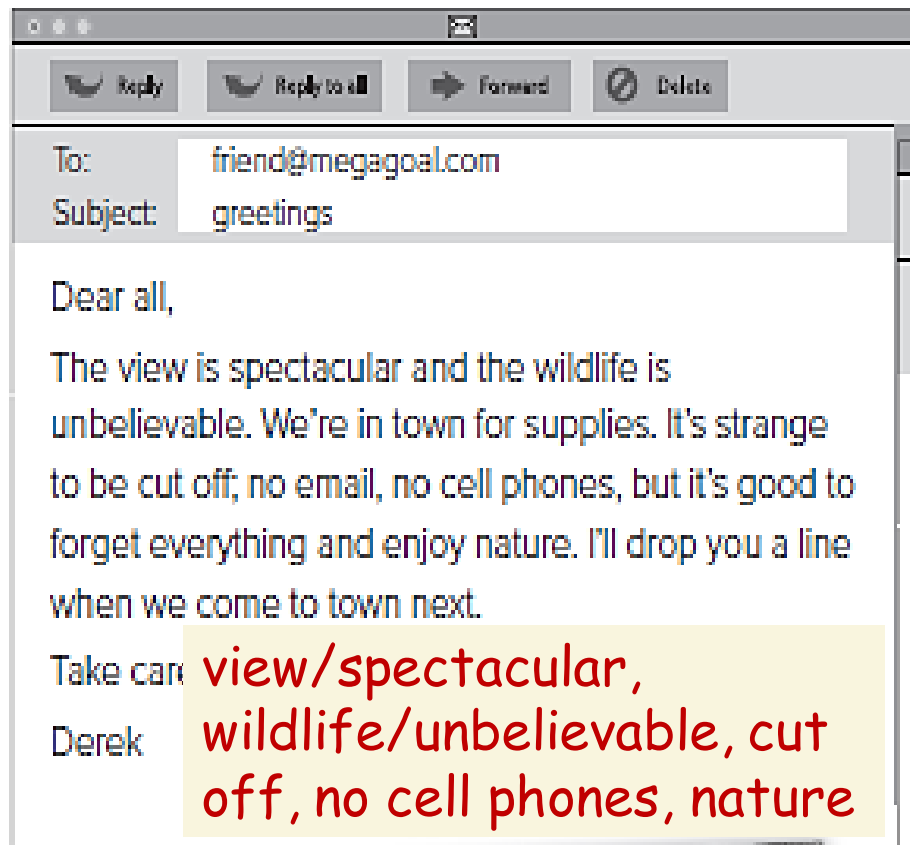 Reply Reply to all Forward Delete
To: friend@megagoal.com
Subject: greetings
Dear all,
The view is spectacular and the wildlife is
unbelievable. We're in town for supplies. It's strange
to be cut off; no email, no cell phones, but it's good to
forget everything and enjoy nature. I'll drop you a line
when we come to town next.
Take care
Derek
view/spectacular,
wildlife/unbelievable, cut
off, no cell phones, nature